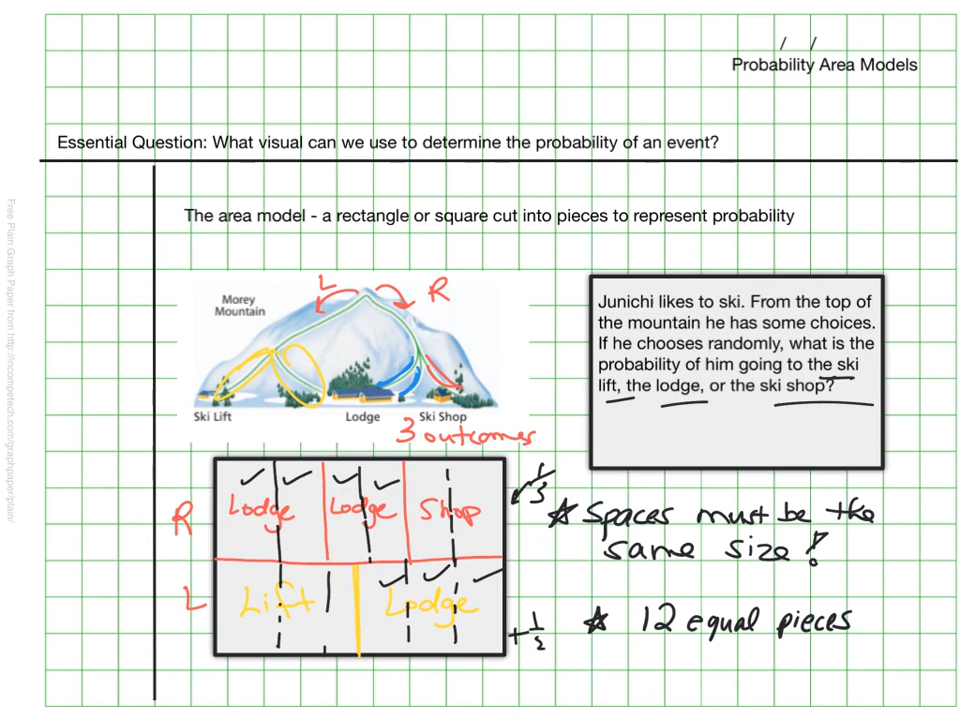 Probability Area Models
Essential Question: What visual can we use to determine the probability of an event?
The area model - a rectangle or square cut into pieces to represent probability
L
R
Morey
Mountain
Ski Lift
Lodge
Ski Shop
Junichi likes to ski. From the top of
the mountain he has some choices.
If he chooses randomly, what is the
probability of him going to the ski
lift, the lodge, or the ski shop?
3 outcomes
R
Lodge
Lodge
Shop
1/3
L
Lift
Lodge
+ 1/2
* Spaces must be the
same size!
* 12 equal pieces
Free Plain Graph Paper from http://incompetech.com/graphpaper/plain/